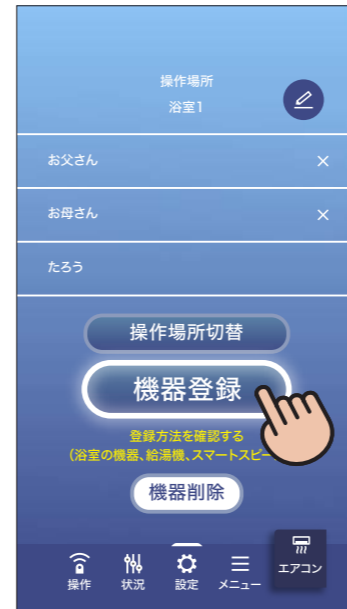 操作場所
浴室1
お父さん ×
お母さん ×
たろう
操作場所切替
機器登録
登録方法を確認する
(浴室の機器、給湯機、スマートスピー
機器削除
操作 状況 設定 メニュー エアコン